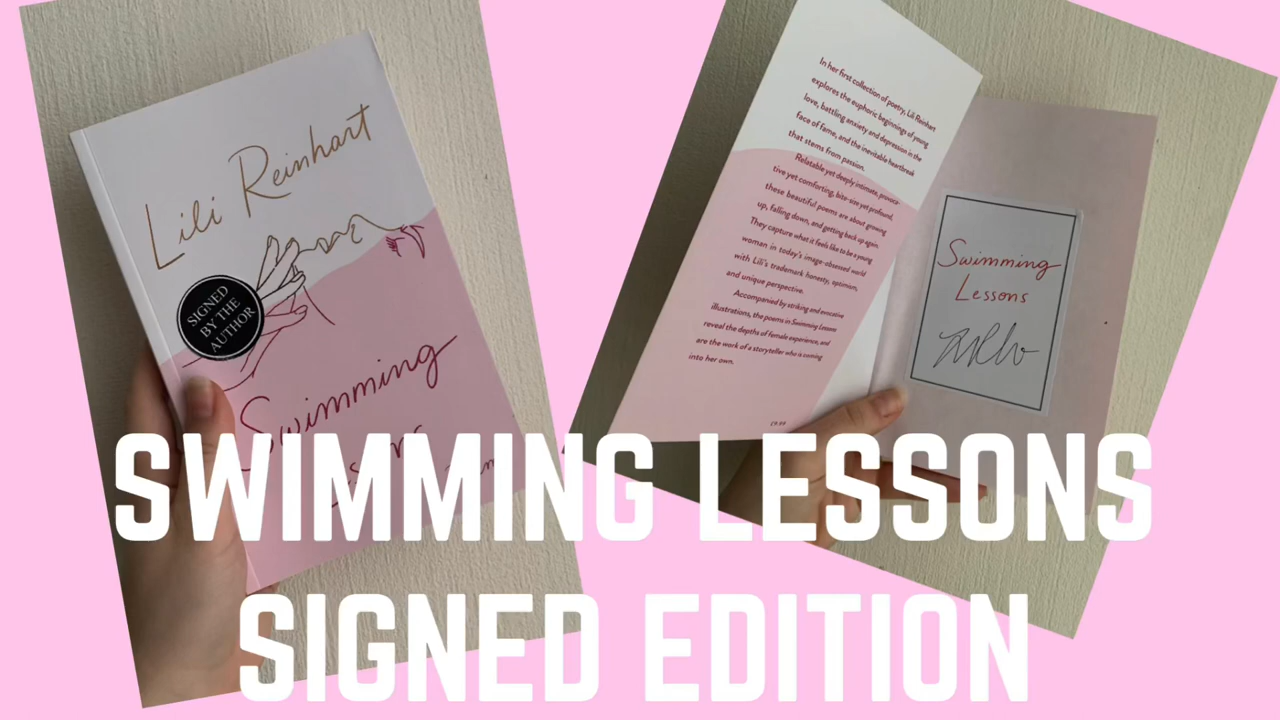 Lili Reinhart
SIGNED
BY THE
AUTHOR
Swimming
In her first collection of poetry, Lili Reinhart
explores the euphoric beginnings of young
love, battling anxiety and depression in the
face of fame, and the inevitable heartbreak
that stems from passion.
Relatable yet deeply intimate, provoca-
tive yet comforting, bite-size yet profound,
these beautiful poems are about growing
up, falling down, and getting back up again.
They capture what it feels like to be a young
woman in today's image-obsessed world
with Lili's trademark honesty, optimism,
and unique perspective.
Accompanied by striking and evocative
illustrations, the poems in Swimming Lessons
reveal the depths of female experience, and
are the work of a storyteller who is coming
into her own.
Swimming
Lessons
SWIMMING LESSONS
SIGNED EDITION